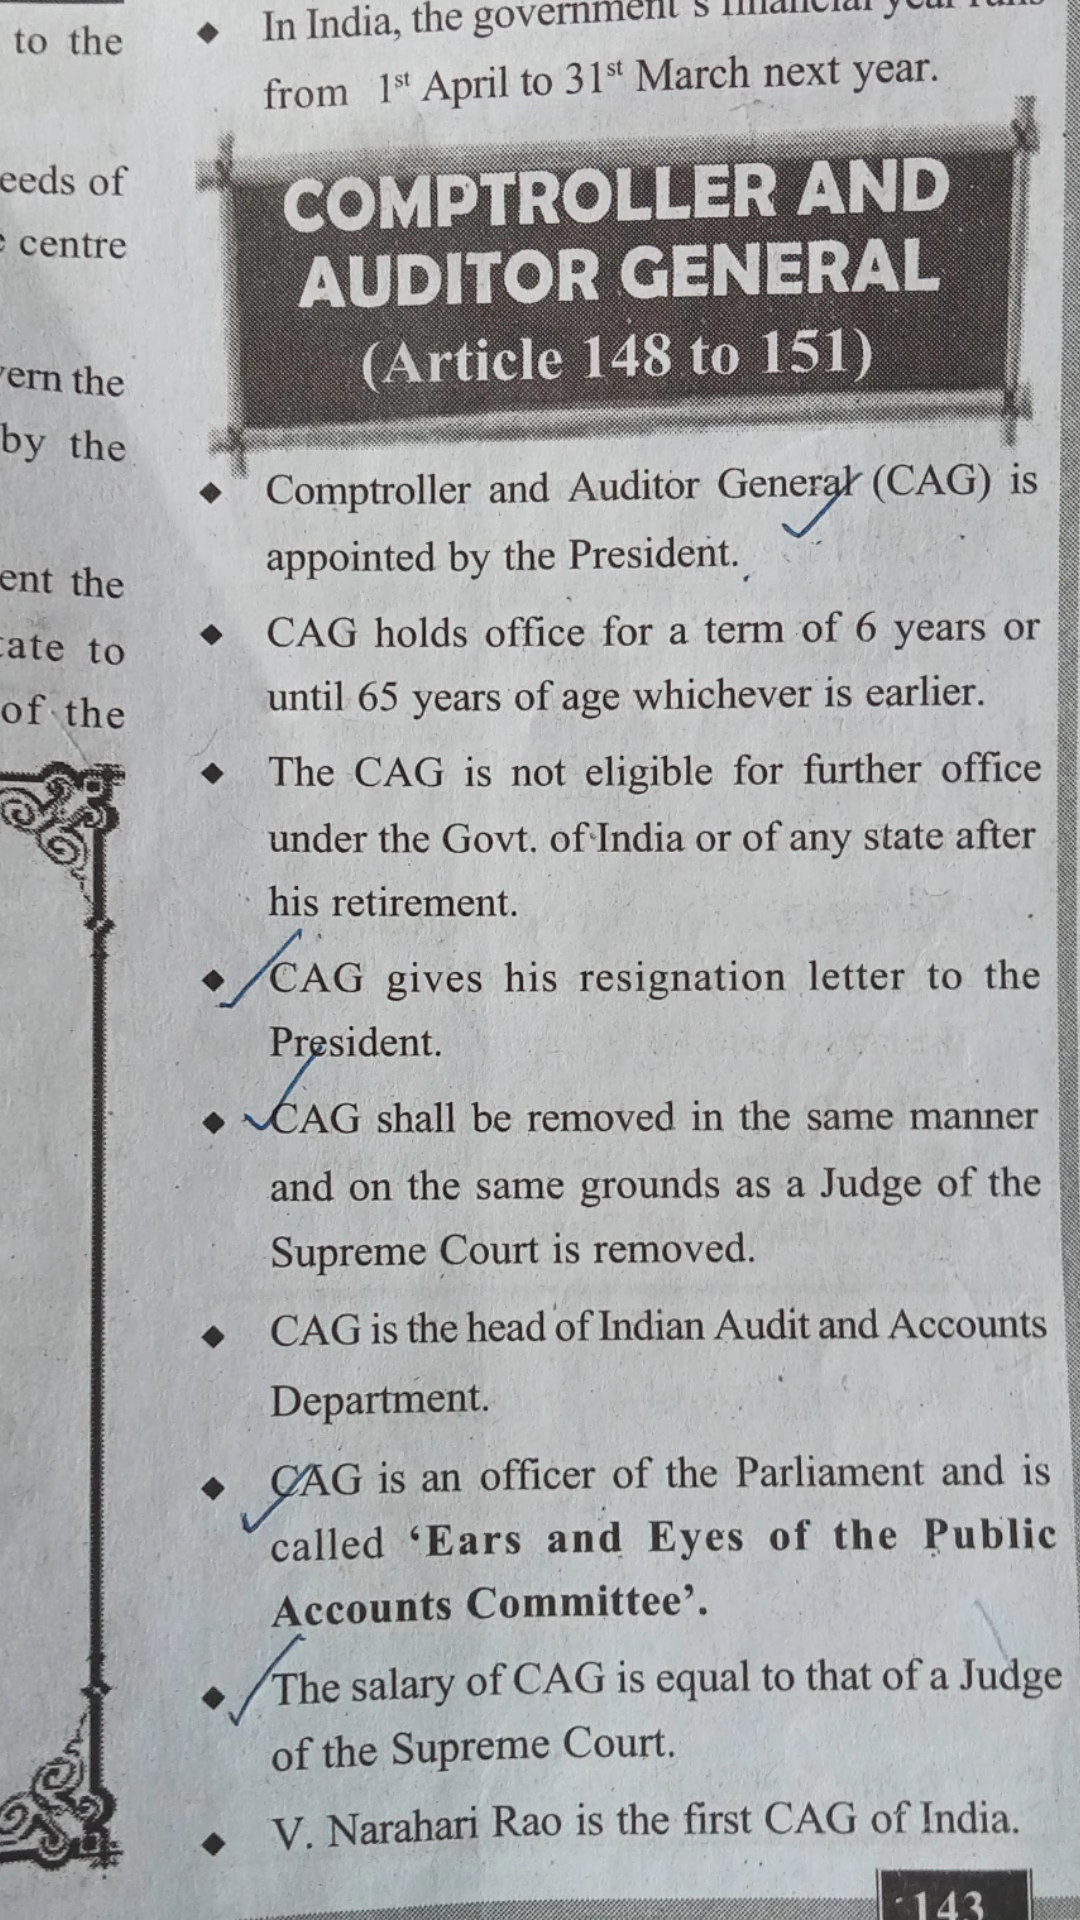 to the
eeds of
centre
ern the
by the
ent the
ate to
of the
In India, the government's financial year runs
from 1st April to 31st March next year.
COMPTROLLER AND
AUDITOR GENERAL
(Article 148 to 151)
Comptroller and Auditor General (CAG) is
appointed by the President.
CAG holds office for a term of 6 years or
until 65 years of age whichever is earlier.
The CAG is not eligible for further office
under the Govt. of India or of any state after
his retirement.
CAG gives his resignation letter to the
President.
CAG shall be removed in the same manner
and on the same grounds as a Judge of the
Supreme Court is removed.
CAG is the head of Indian Audit and Accounts
Department.
CAG is an officer of the Parliament and is
called ‘Ears and Eyes of the Public
Accounts Committee’.
The salary of CAG is equal to that of a Judge
of the Supreme Court.
V. Narahari Rao is the first CAG of India.
143